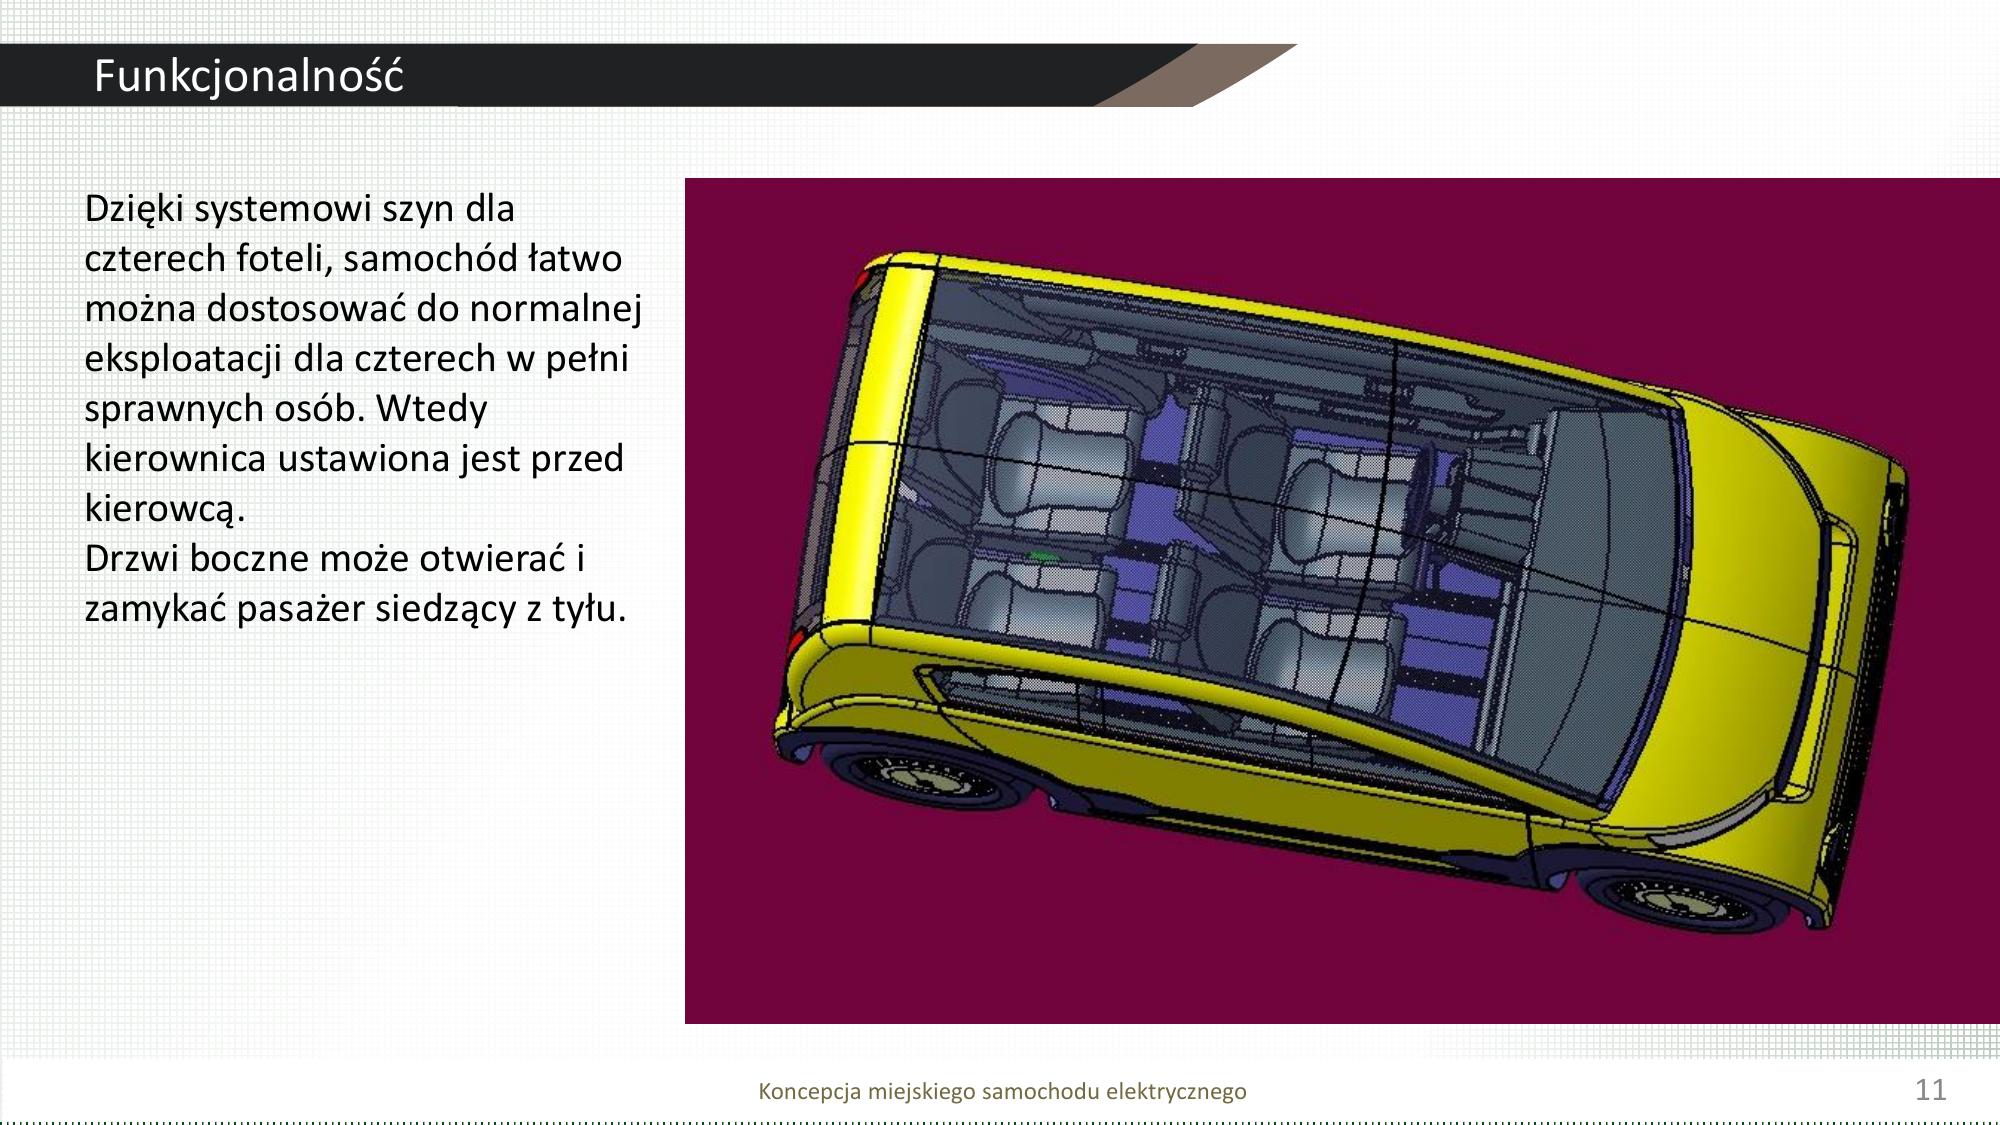 Funkcjonalność
Dzięki systemowi szyn dla
czterech foteli, samochód łatwo
można dostosować do normalnej
eksploatacji dla czterech w pełni
sprawnych osób. Wtedy
kierownica ustawiona jest przed
kierowcą.
Drzwi boczne może otwierać i
zamykać pasażer siedzący z tyłu.
Koncepcja miejskiego samochodu elektrycznego
11